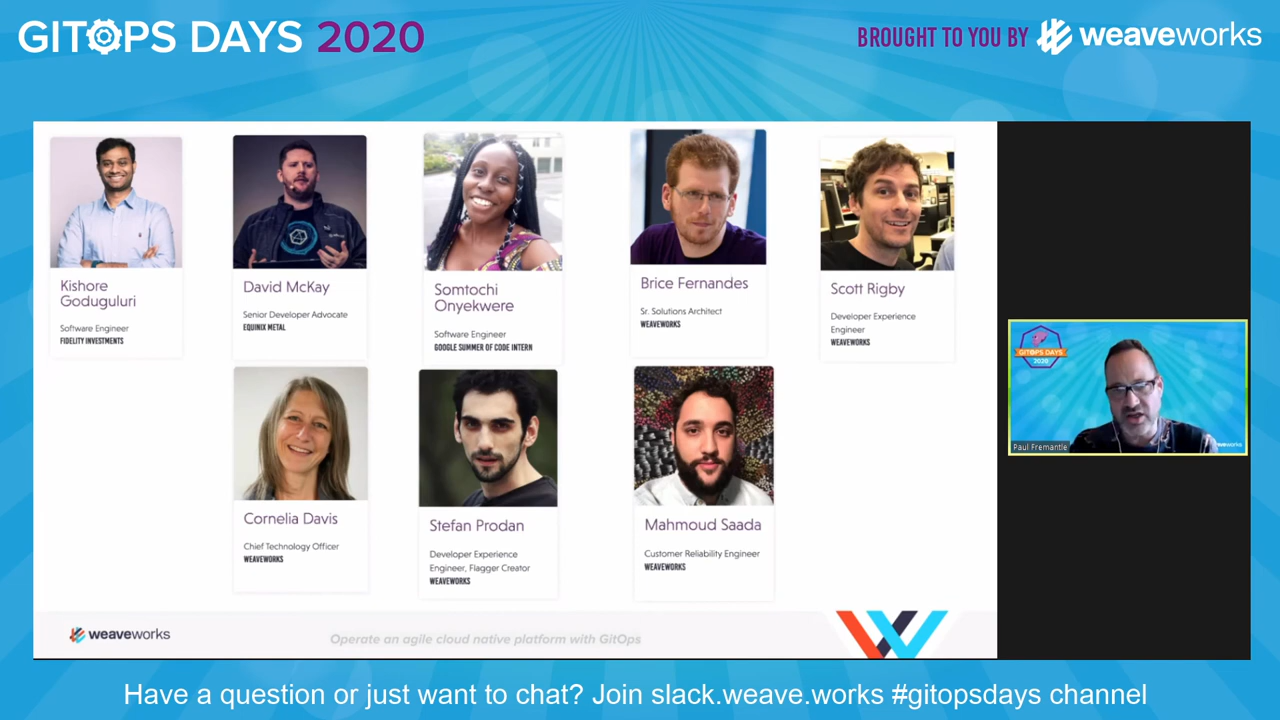 GITOPS DAYS 2020
BROUGHT TO YOU BY weaveworks
Kishore
Goduguluri
Software Engineer
FIDELITY INVESTMENTS
David McKay
Senior Developer Advocate
EQUINIX METAL
Somtochi
Onyekwere
Software Engineer
GOOGLE SUMMER OF CODE INTERN
Brice Fernandes
Sr. Solutions Architect
WEAVEWORKS
Scott Rigby
Developer Experience
Engineer
WEAVEWORKS
Cornelia Davis
Chief Technology Officer
WEAVEWORKS
Stefan Prodan
Developer Experience
Engineer, Flagger Creator
WEAVEWORKS
Mahmoud Saada
Customer Reliability Engineer
WEAVEWORKS
GITOPS DAYS
2020
Paul Fremantle
weaveworks
Operate an agile cloud native platform with GitOps
Have a question or just want to chat? Join slack.weave.works #gitopsdays channel